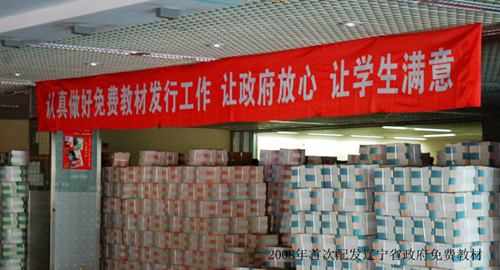 认真做好免费教材发行工作 让政府放心 让学生满意
2008年首次配发辽宁省政府免费教材